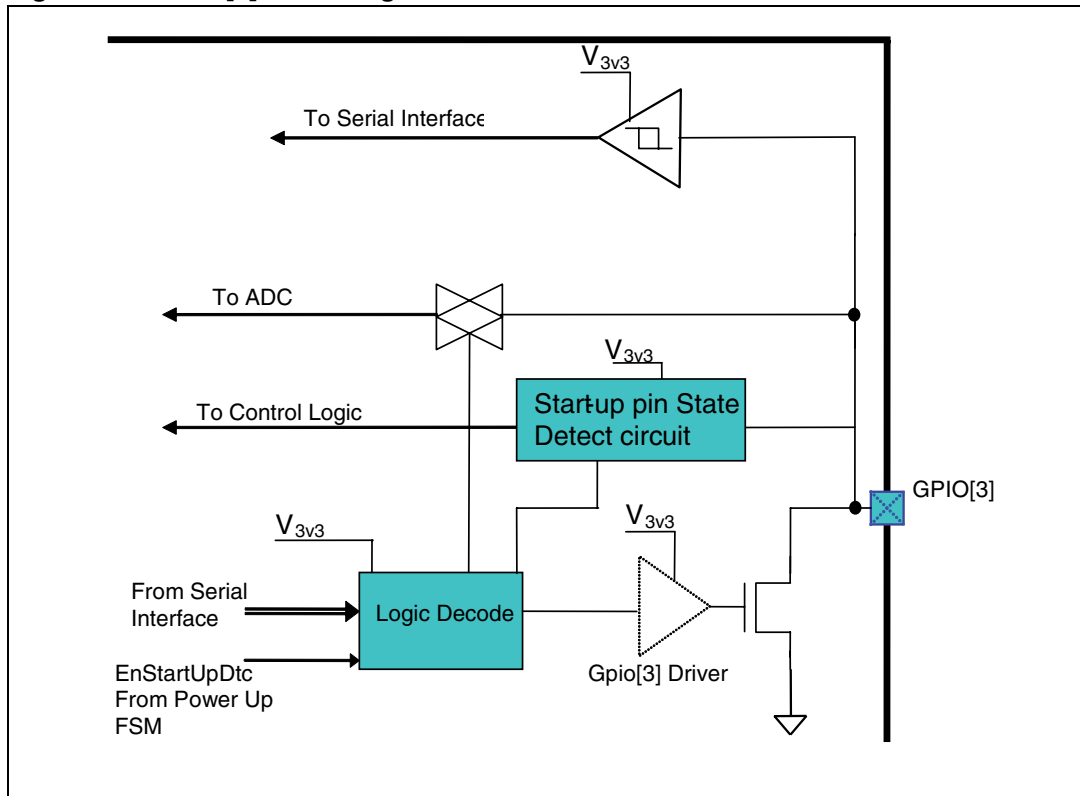 V3v3
To Serial Interface
To ADC
V3v3
Start-up pin State
Detect circuit
To Control Logic
GPIO[3]
V3v3
V3v3
From Serial
Interface
Logic Decode
Gpio[3] Driver
EnStartUpDtc
From Power Up
FSM